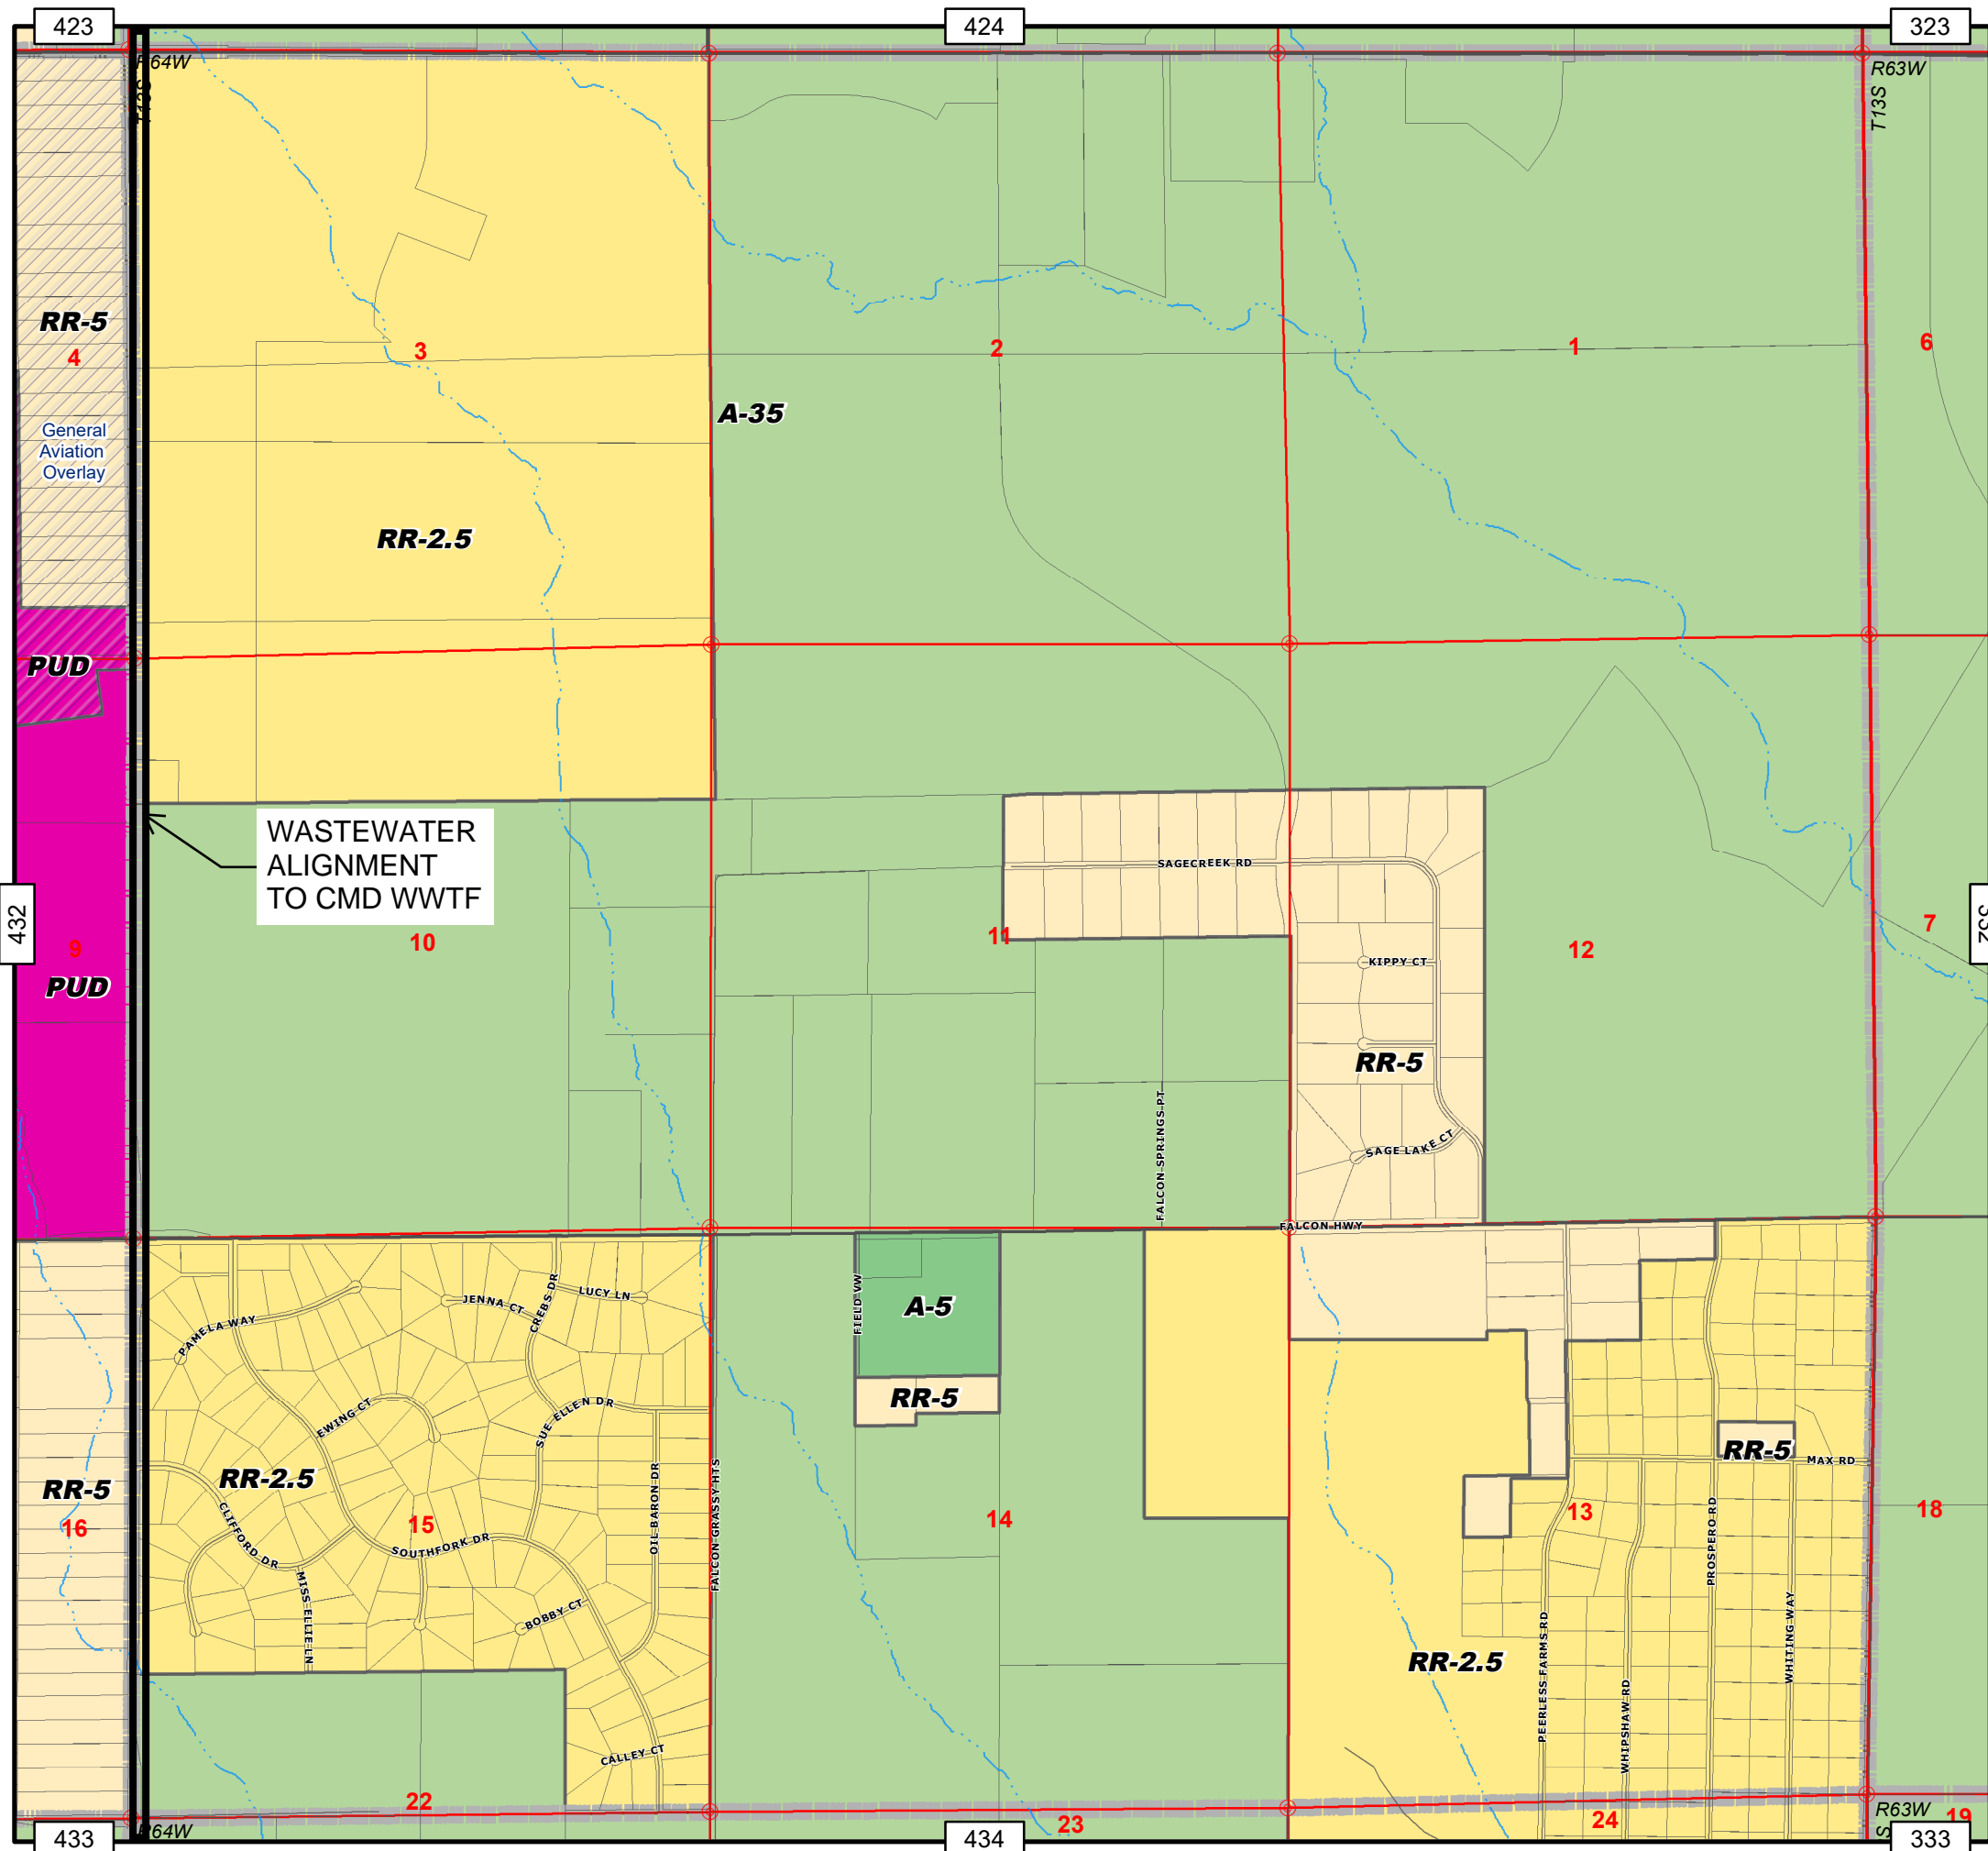 423
424
323
R64W
T13S
R63W
T13S
RR-5
4
3
2
1
6
A-35
General
Aviation
Overlay
RR-2.5
PUD
WASTEWATER
ALIGNMENT
TO CMD WWTF
SAGECREEK RD
432
332
9
10
11
12
7
KIPPY CT
PUD
RR-5
FALCON SPRINGS PT
SAGE LAKE CT
FALCON HWY
LUCY LN
JENNA CT
CREBS DR
FIELD VW
A-5
PAMELA WAY
RR-5
EWING CT
SUE ELLEN DR
RR-5
MAX RD
RR-2.5
RR-5
16
15
14
13
18
CLIFFORD DR
SOUTHFORK DR
OIL BARON DR
FALCON GRASSY HTS
PROSPERO RD
MISS ELLIE LN
BOBBY CT
PEERLESS FARMS RD
WHITING WAY
RR-2.5
WHIPSHAW RD
CALLEY CT
22
23
24
R63W
19
S
R64W
433
434
333